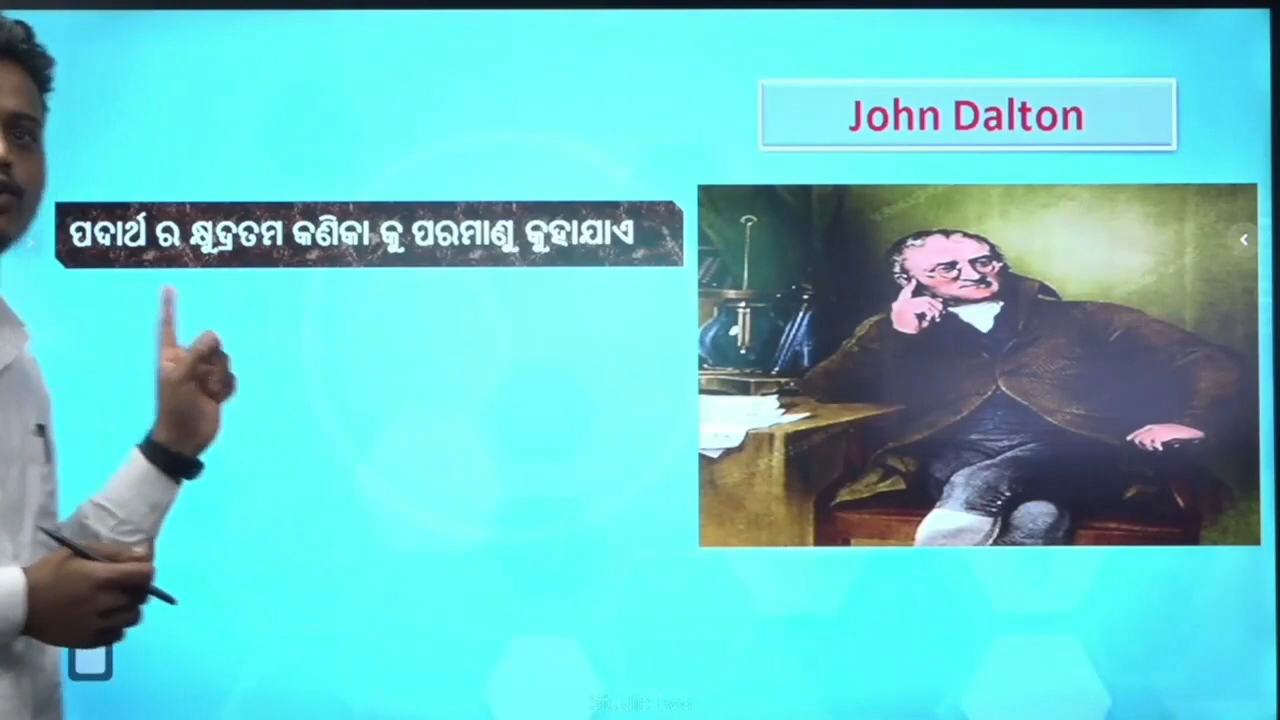 John Dalton
ପଦାର୍ଥ ର କ୍ଷୁଦ୍ରତମ କଣିକା କୁ ପରମାଣୁ କୁହାଯାଏ